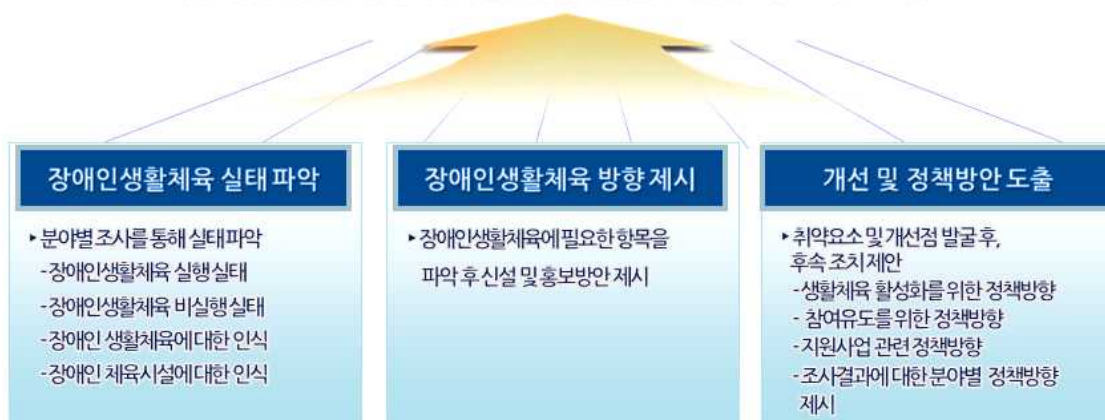 장애인생활체육 실태 파악
▸분야별 조사를 통해 실태 파악
-장애인생활체육 실행 실태
-장애인생활체육 비실행 실태
-장애인 생활체육에 대한 인식
-장애인 체육시설에 대한 인식
장애인생활체육 방향 제시
▸장애인생활체육에 필요한 항목을
파악 후 신설 및 홍보방안 제시
개선 및 정책방안 도출
▸취약요소 및 개선점 발굴 후,
후속 조치 제안
-생활체육 활성화를 위한 정책방향
- 참여유도를 위한 정책방향
-지원사업 관련 정책방향
-조사결과에 대한 분야별 정책방향
제시